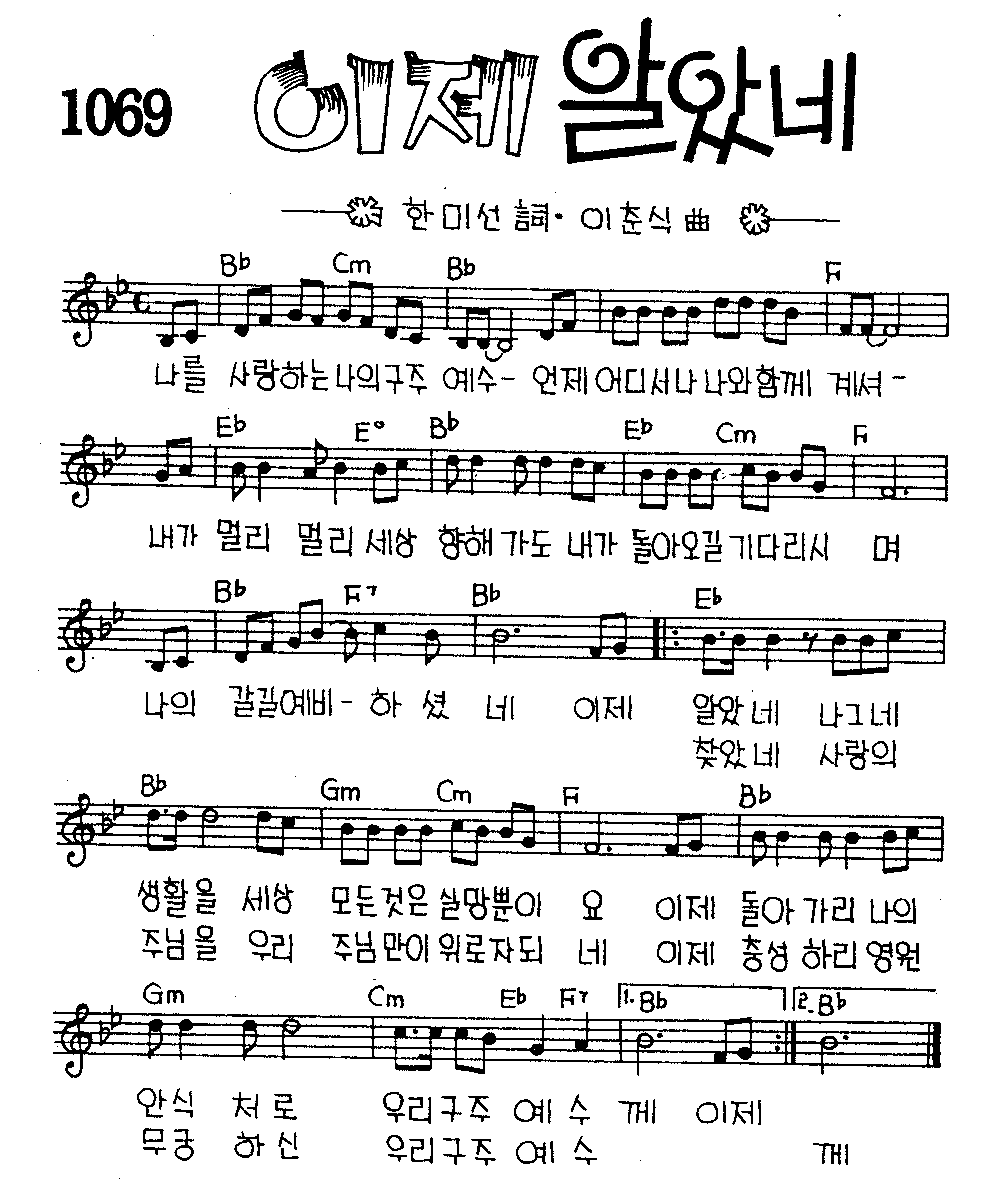 1069 이제 알았네
한미선 詞 · 이춘식 曲
Bb Cm Bb F
나를 사랑하는나의구주 예수- 언제어디서나나와함께 계셔-
Eb E° Bb Eb Cm F
내가 멀리 멀리세상 향해가도 내가 돌아오길기다리시 며
Bb F7 Bb Eb
나의 갈길예비-하셨 네 이제 알았네 나그네
찾았네 사랑의
Bb Gm Cm F Bb
생활을 세상 모든것은실망뿐이 요 이제 돌아가리 나의
주님을 우리 주님만이위로자되 네 이제 충성하리 영원
Gm Cm Eb F7 1. Bb 2. Bb
안식 처로 우리구주 예수 께 이제
무궁 하신 우리구주 예수 께